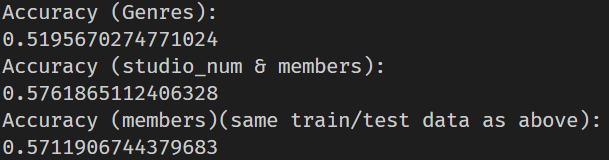 Accuracy (Genres):
0.5195670274771024
Accuracy (studio_num & members):
0.5761865112406328
Accuracy (members)(same train/test data as above):
0.5711906744379683